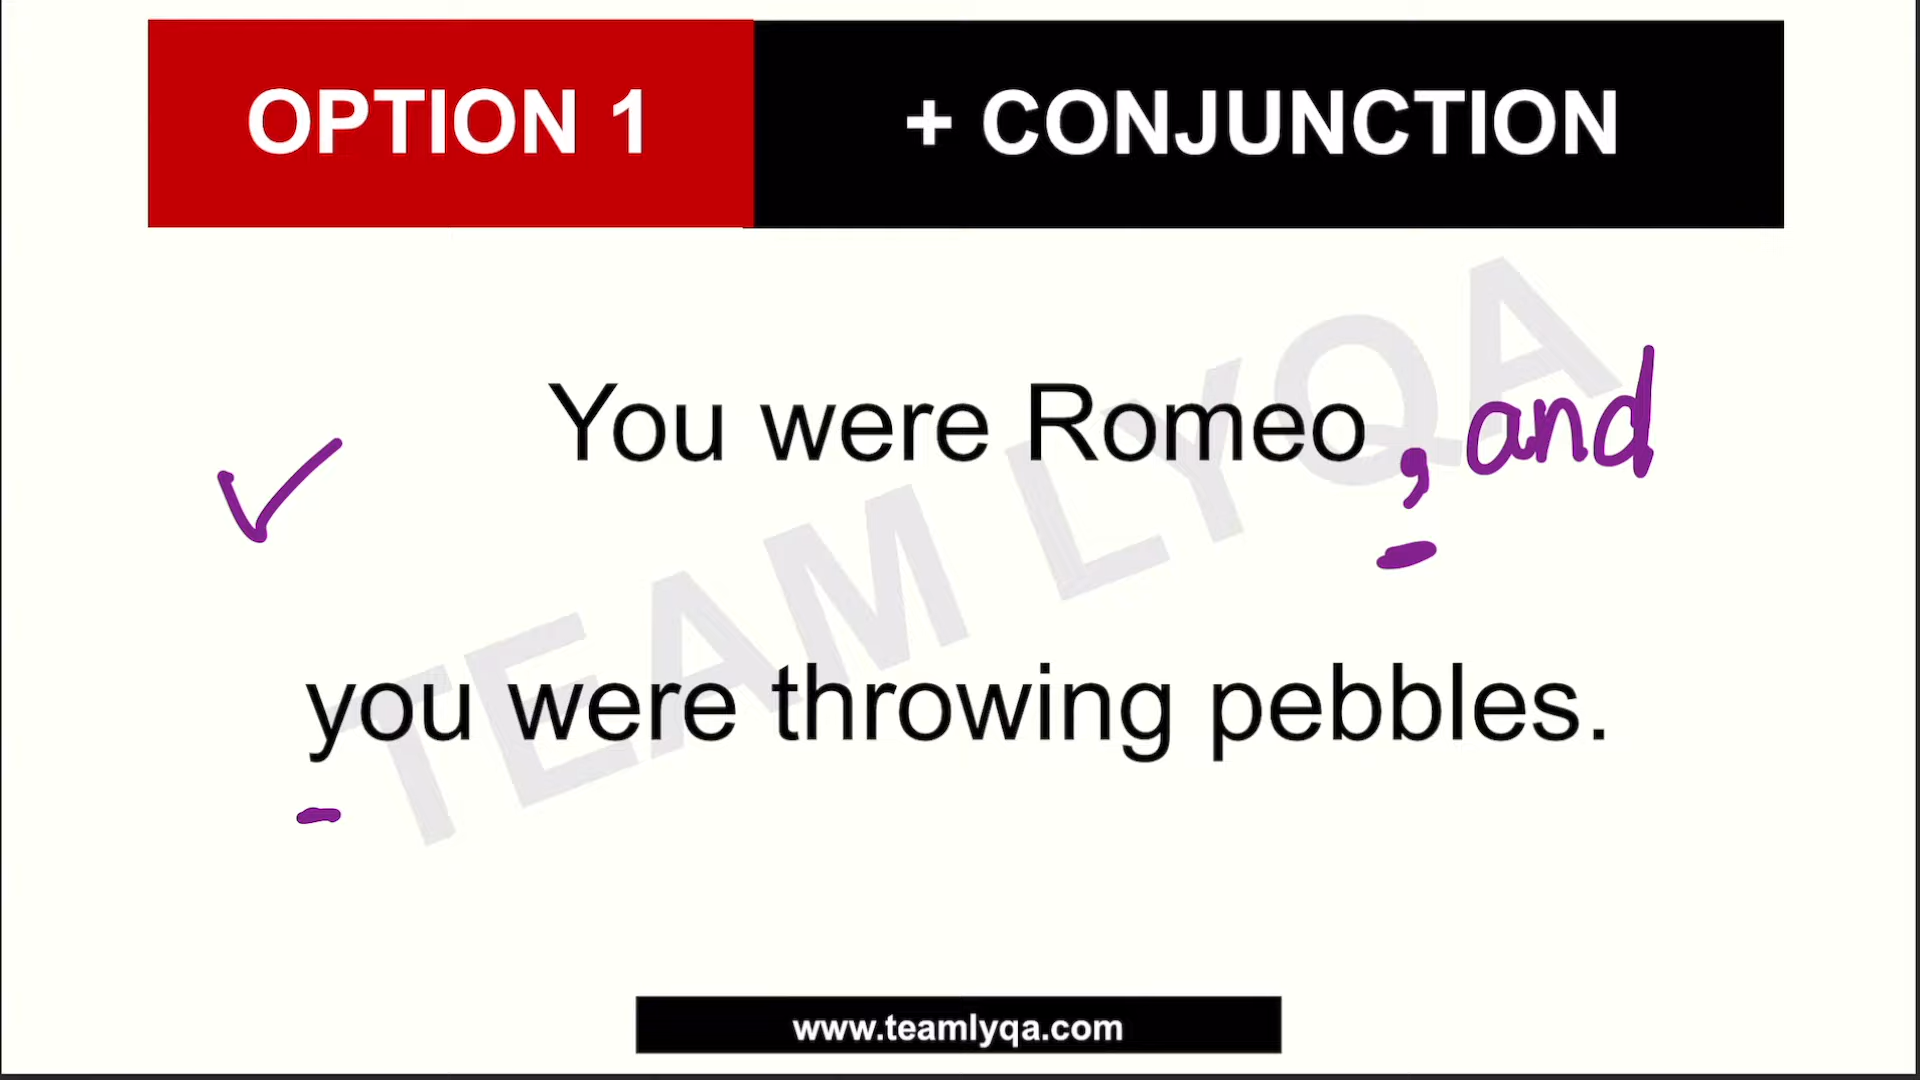 OPTION 1 + CONJUNCTION
You were Romeo , and
you were throwing pebbles.
TEAM LYQA
www.teamlyqa.com